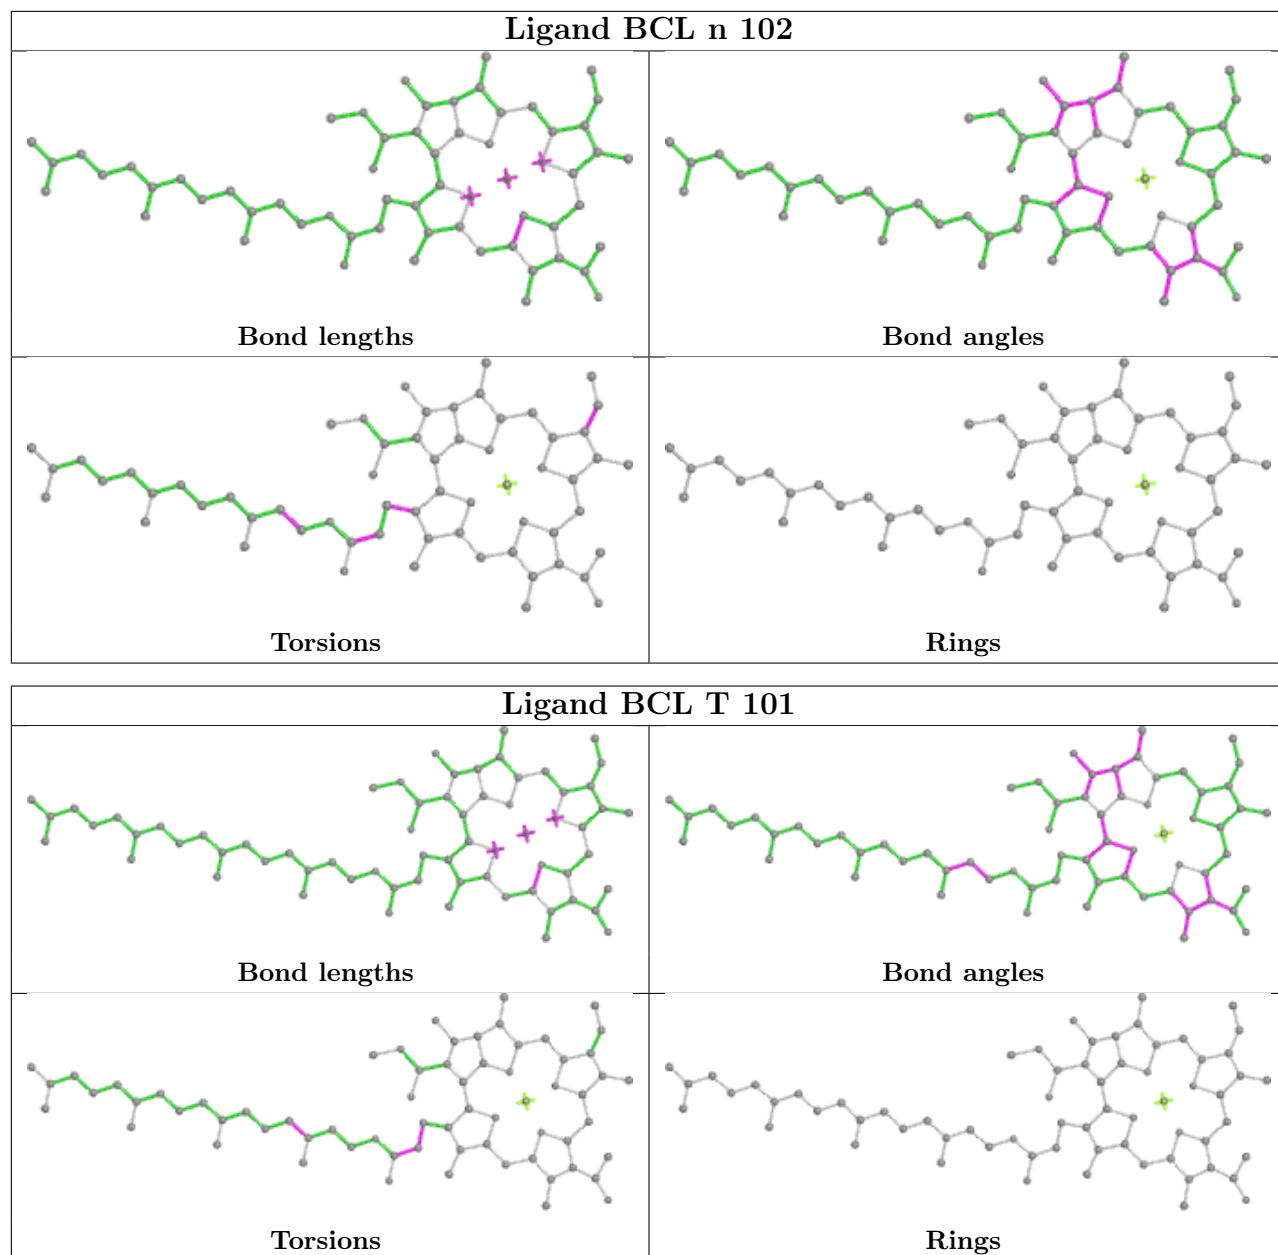 Ligand BCL n 102
Bond lengths
Bond angles
Torsions
Rings
Ligand BCL T 101
Bond lengths
Bond angles
Torsions
Rings